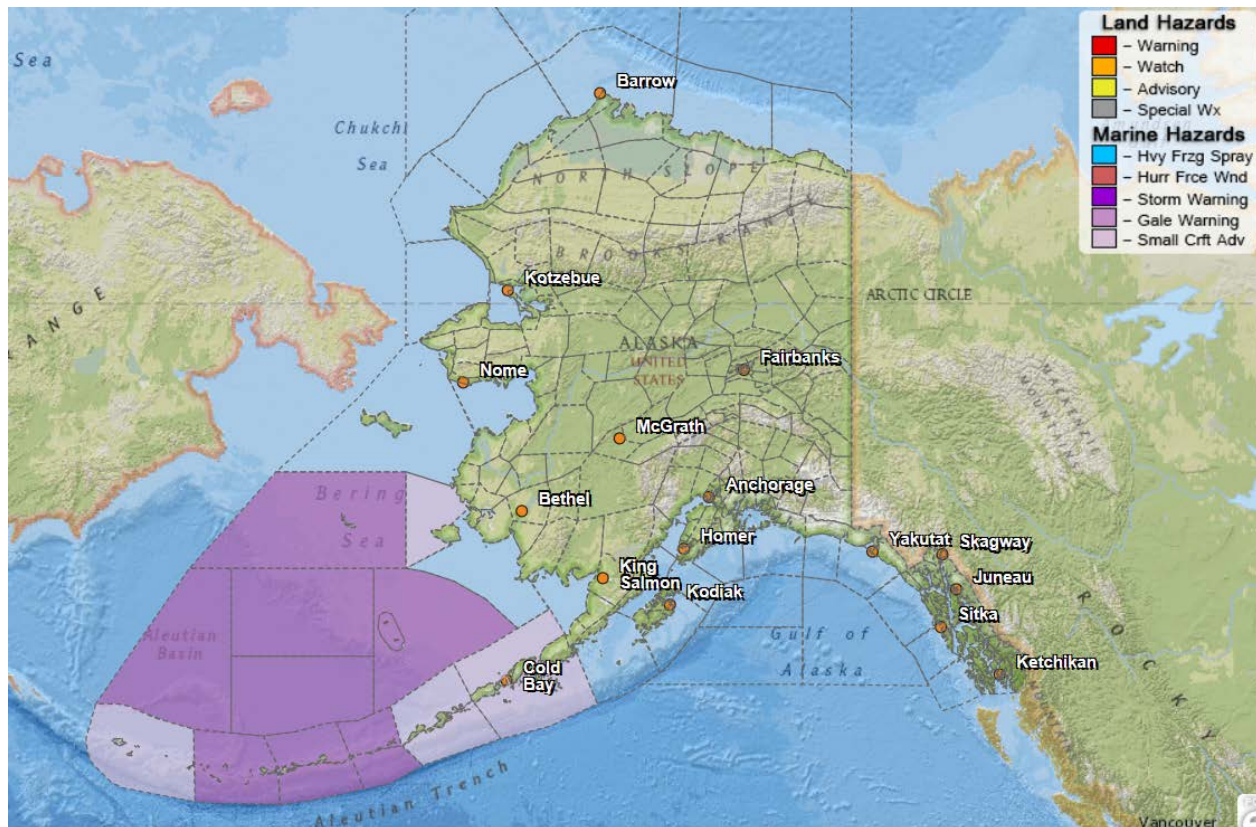 Land Hazards
– Warning
– Watch
– Advisory
– Special Wx
Marine Hazards
– Hvy Frzg Spray
– Hurr Frce Wnd
– Storm Warning
– Gale Warning
– Small Crft Adv
Sea
Barrow
Chukchi
Sea
NORTH SLOPE
BROOKS RANGE
Kotzebue
ARCTIC CIRCLE
ALASKA
UNITED
STATES
Fairbanks
Nome
MACKENZIE
MOUNTAINS
McGrath
Anchorage
Bering
Sea
Bethel
Homer
Yakutat
Skagway
King
Salmon
Kodiak
Juneau
Sitka
Aleutian
Basin
Gulf of
Alaska
Cold
Bay
Ketchikan
ROCKY
Aleutian Trench
Vancouver